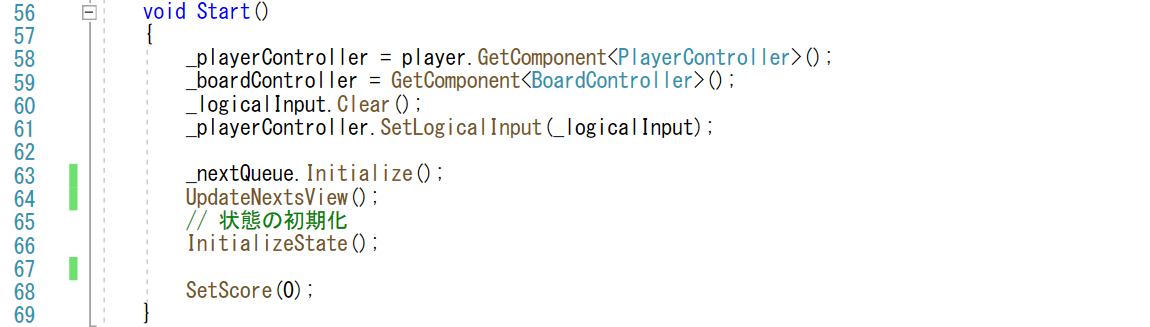 56 void Start()
57 {
58 _playerController = player.GetComponent<PlayerController>();
59 _boardController = GetComponent<BoardController>();
60 _logicalInput.Clear();
61 _playerController.SetLogicalInput(_logicalInput);
62
63 _nextQueue.Initialize();
64 UpdateNextsView();
65 // 状態の初期化
66 InitializeState();
67
68 SetScore(0);
69 }